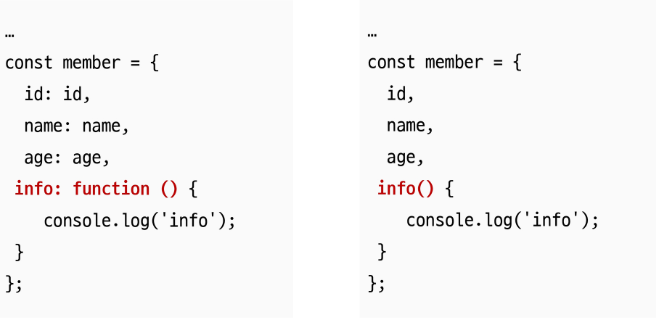 …
const member = {
  id: id,
  name: name,
  age: age,
 info: function () {
    console.log('info');
 }
};
…
const member = {
  id,
  name,
  age,
 info() {
    console.log('info');
 }
};